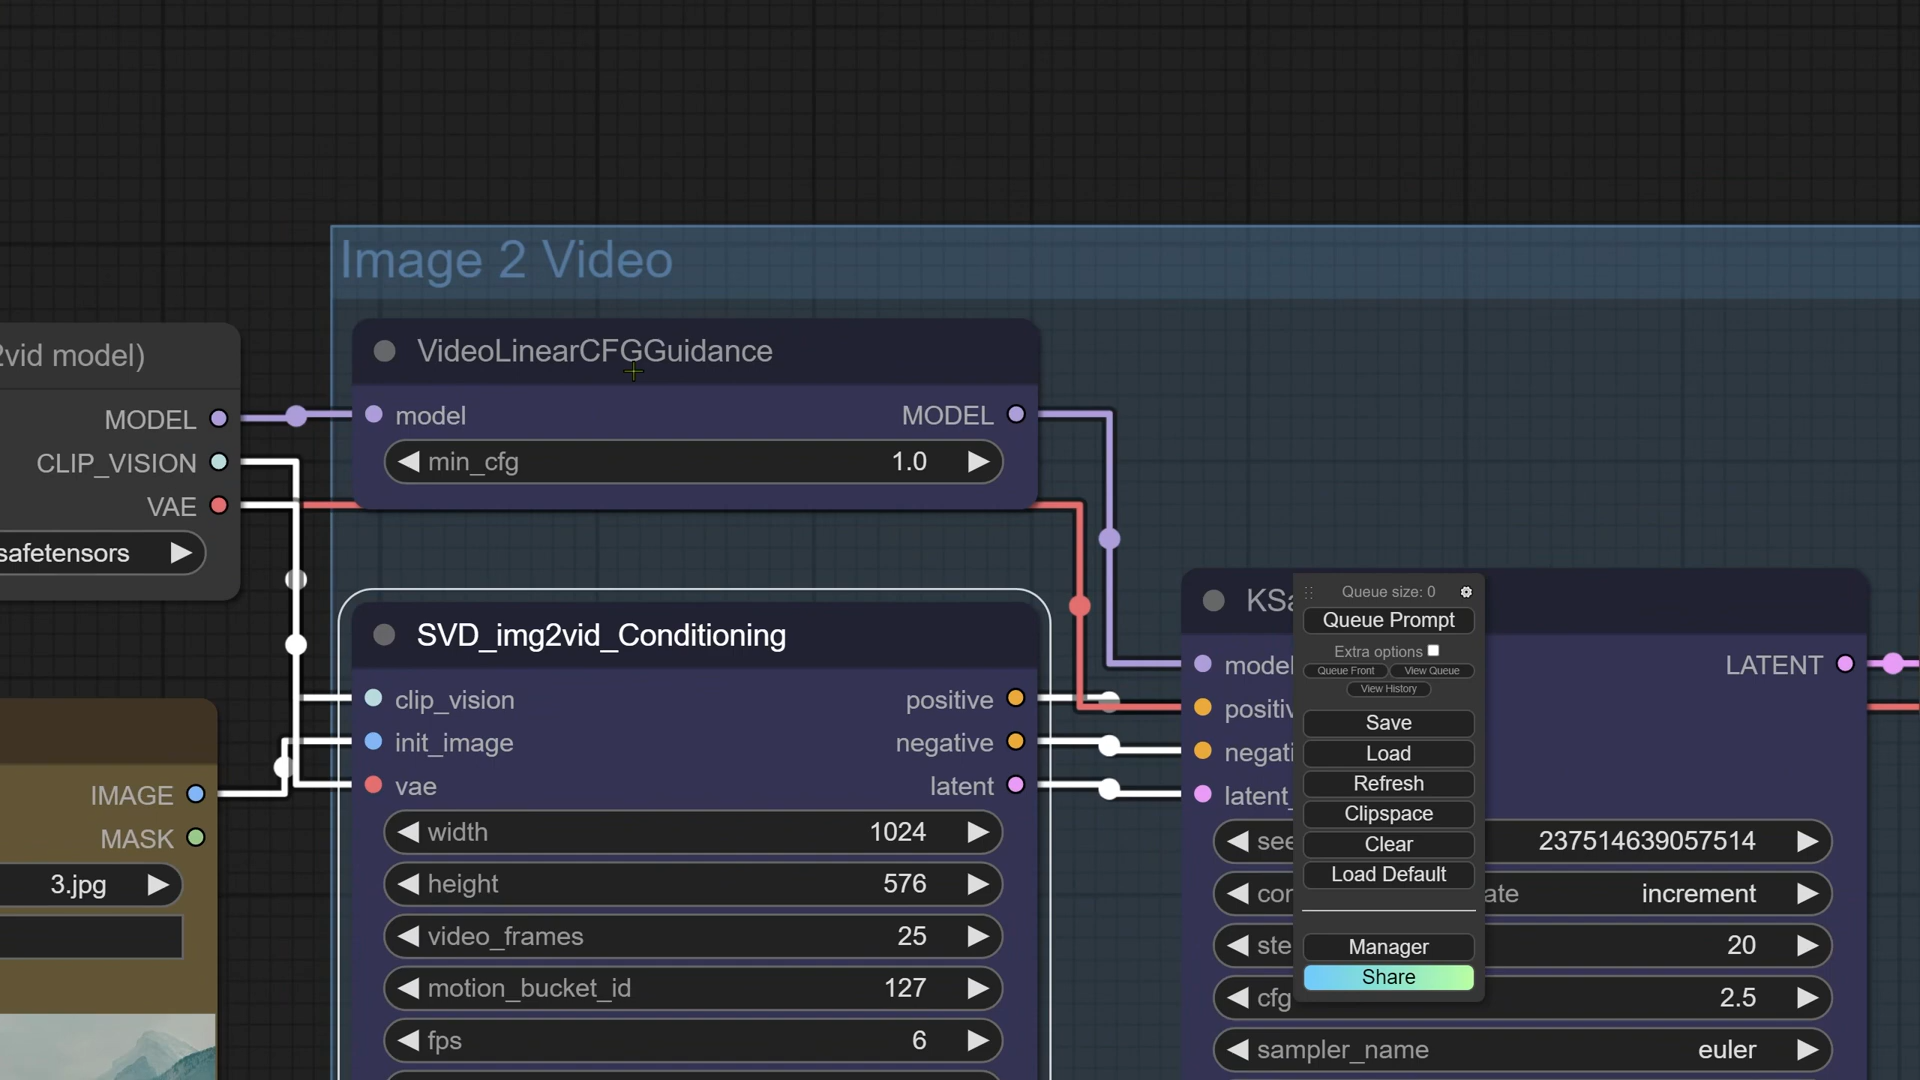 Image 2 Video
2vid model)
MODEL
CLIP_VISION
VAE
safetensors
VideoLinearCFGGuidance
model
MODEL
min_cfg
1.0
SVD_img2vid_Conditioning
clip_vision
positive
init_image
negative
vae
latent
width
1024
height
576
video_frames
25
motion_bucket_id
127
fps
6
IMAGE
MASK
3.jpg
KSa
LATENT
model
positiv
negati
latent_
see
237514639057514
con
ate
increment
ste
20
cfg
2.5
sampler_name
euler
Queue size: 0
Queue Prompt
Extra options
Queue Front
View Queue
View History
Save
Load
Refresh
Clipspace
Clear
Load Default
Manager
Share